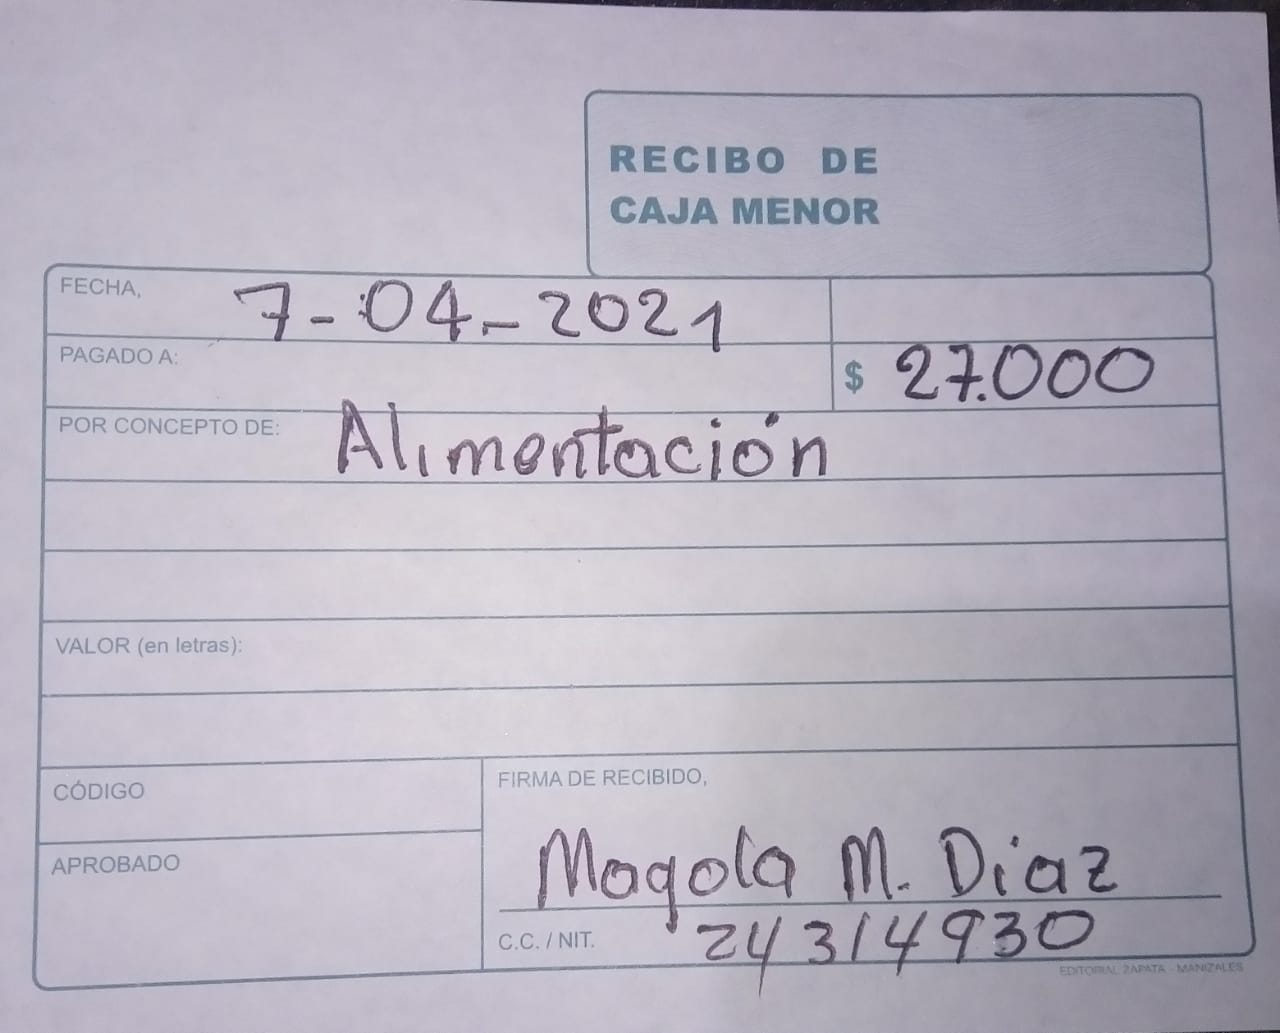 RECIBO DE
CAJA MENOR
FECHA, 7-04-2021
PAGADO A:
$ 27.000
POR CONCEPTO DE: Alimentación
VALOR (en letras):
CÓDIGO
APROBADO
FIRMA DE RECIBIDO,
Magola M. Diaz
C.C. / NIT. 24314930
EDITORIAL ZAPATA - MANIZALES